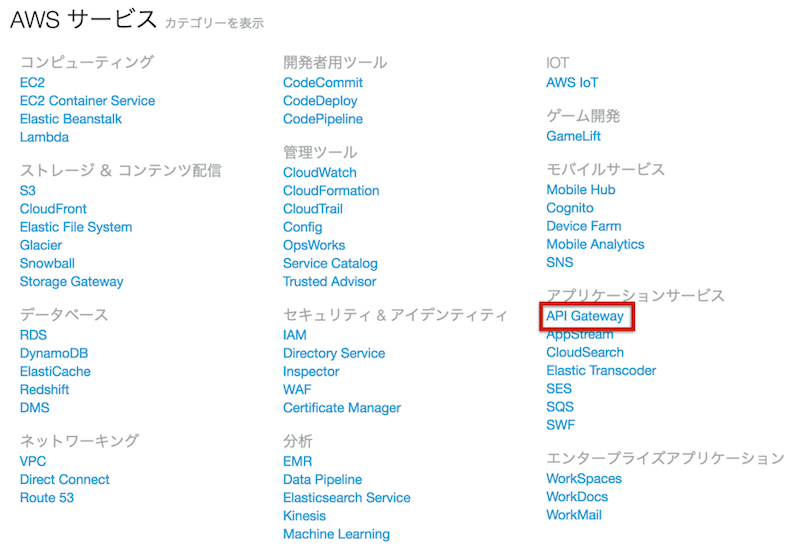 AWS サービス カテゴリーを表示
コンピューティング
EC2
EC2 Container Service
Elastic Beanstalk
Lambda
ストレージ & コンテンツ配信
S3
CloudFront
Elastic File System
Glacier
Snowball
Storage Gateway
データベース
RDS
DynamoDB
ElastiCache
Redshift
DMS
ネットワーキング
VPC
Direct Connect
Route 53
開発者用ツール
CodeCommit
CodeDeploy
CodePipeline
管理ツール
CloudWatch
CloudFormation
CloudTrail
Config
OpsWorks
Service Catalog
Trusted Advisor
セキュリティ & アイデンティティ
IAM
Directory Service
Inspector
WAF
Certificate Manager
分析
EMR
Data Pipeline
Elasticsearch Service
Kinesis
Machine Learning
IOT
AWS IoT
ゲーム開発
GameLift
モバイルサービス
Mobile Hub
Cognito
Device Farm
Mobile Analytics
SNS
アプリケーションサービス
API Gateway
AppStream
CloudSearch
Elastic Transcoder
SES
SQS
SWF
エンタープライズアプリケーション
WorkSpaces
WorkDocs
WorkMail